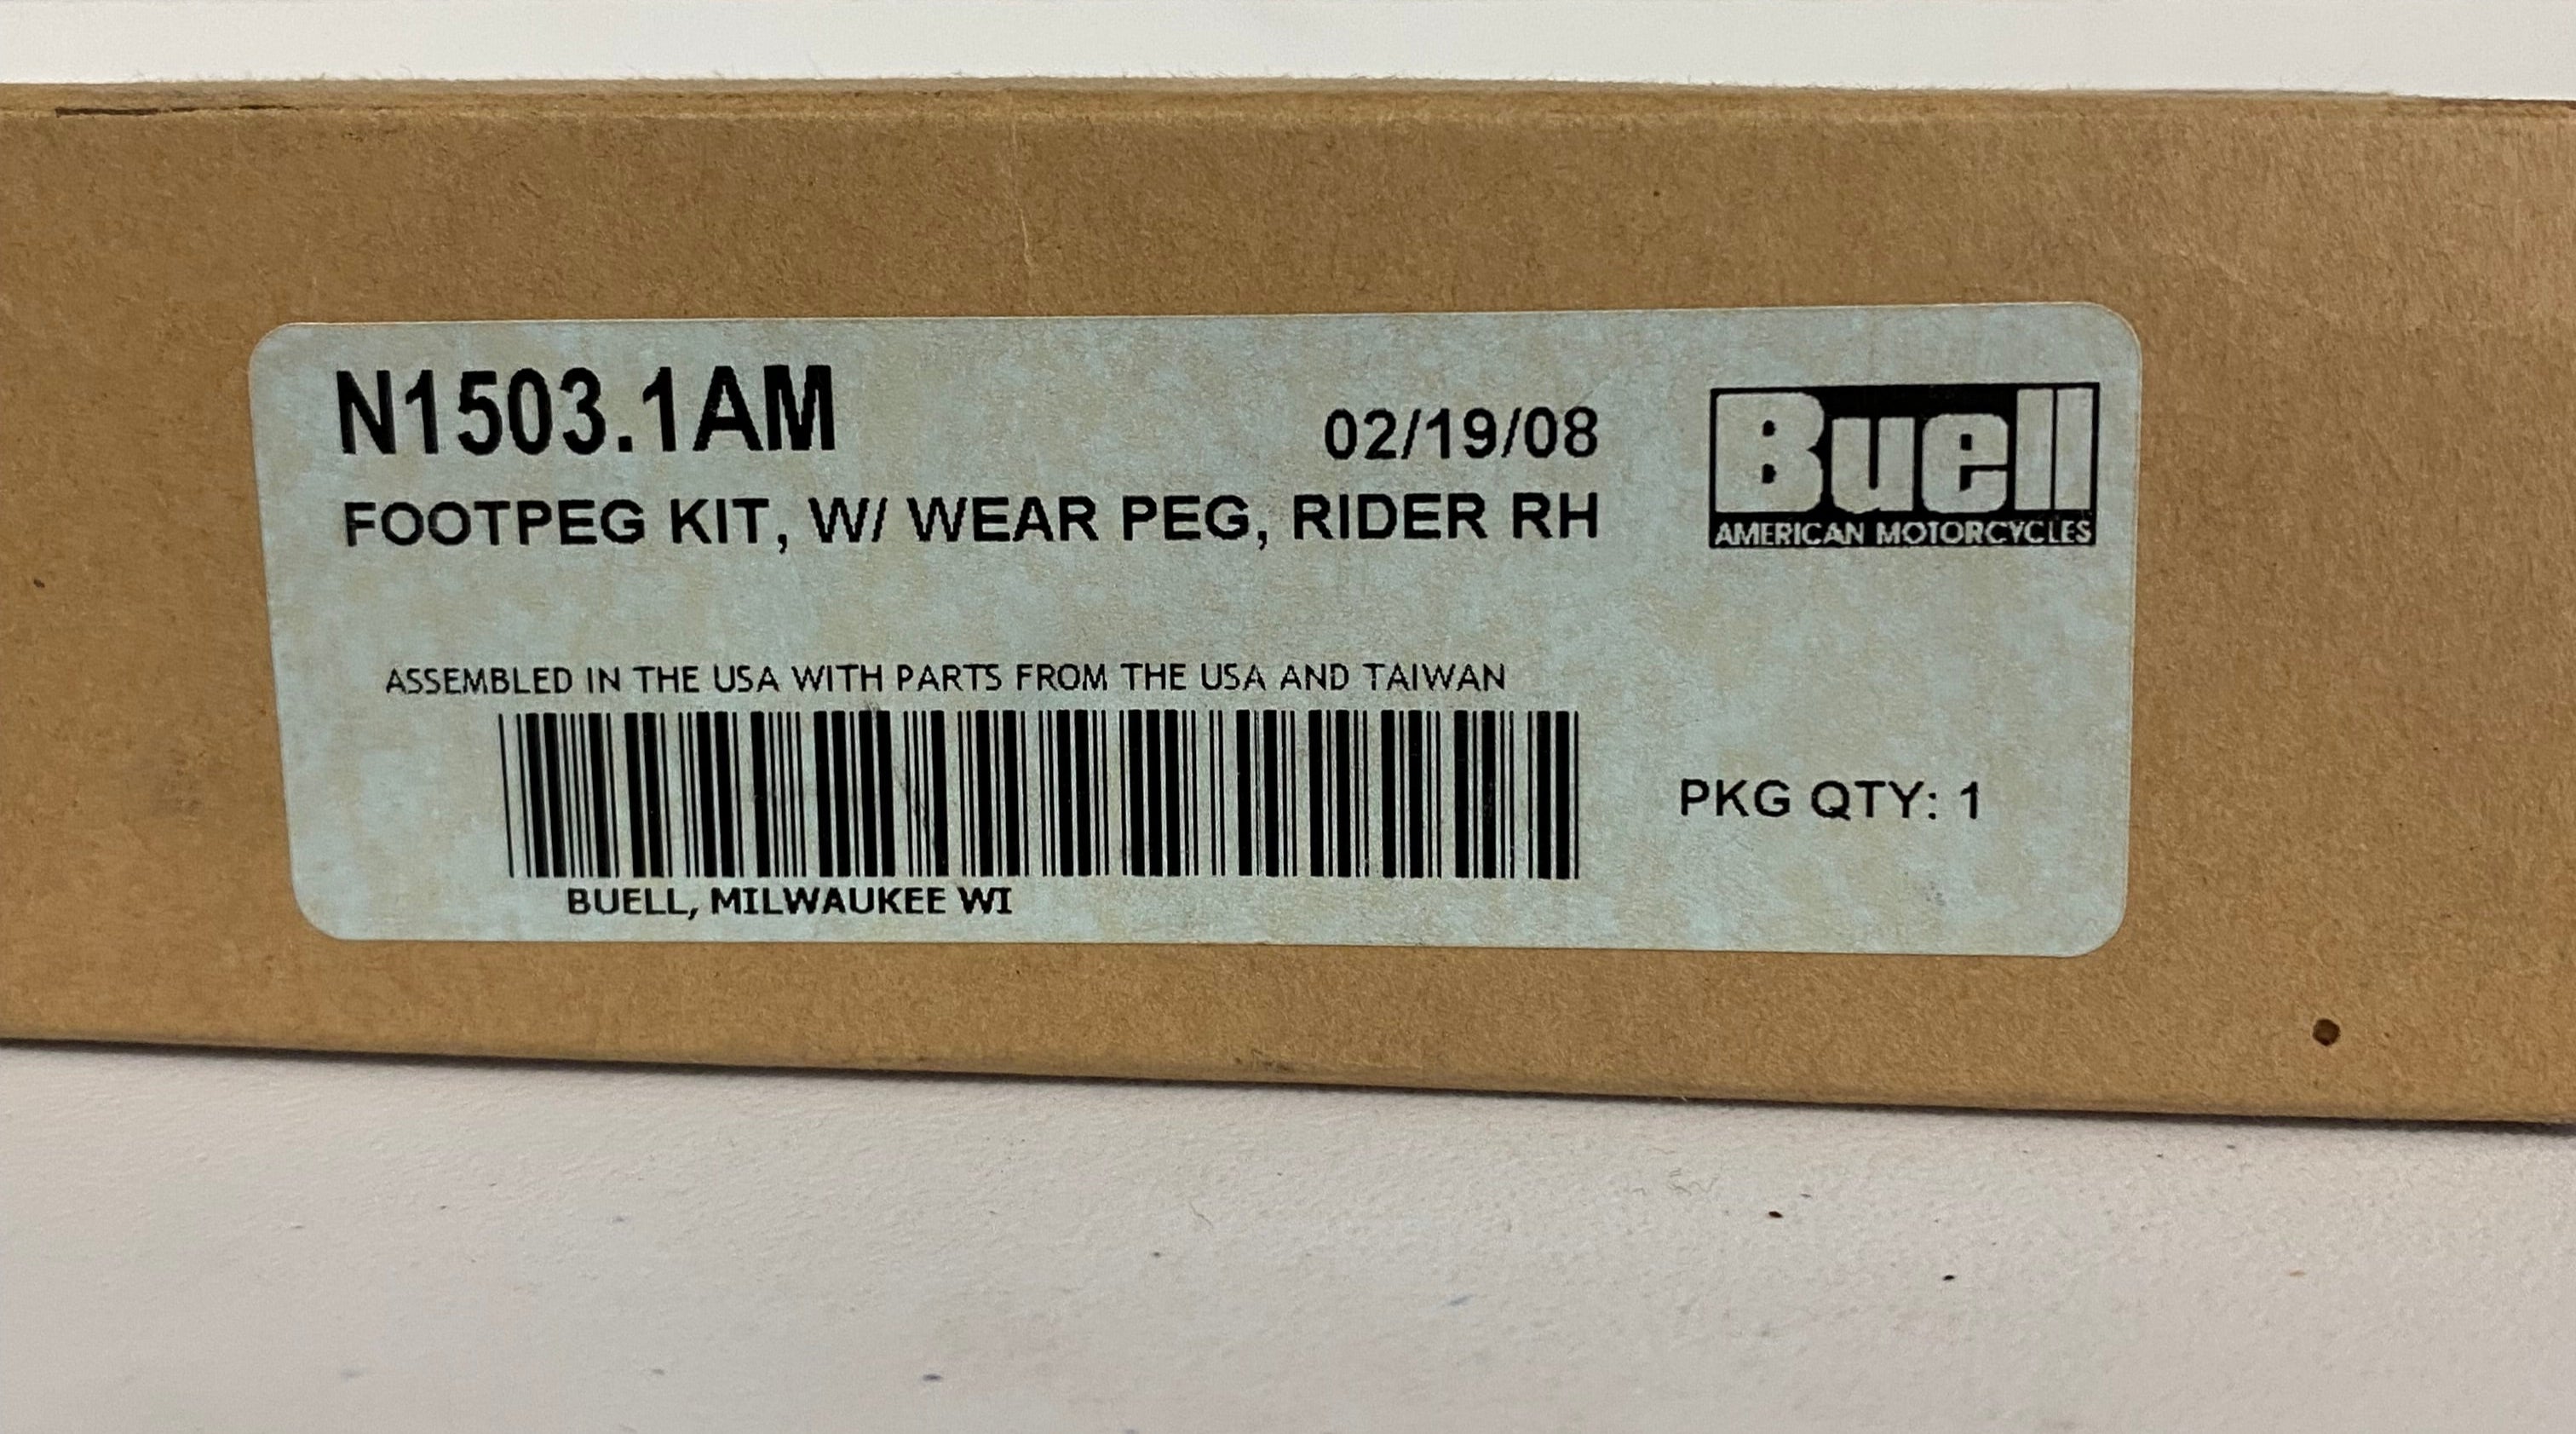 N1503.1AM
02/19/08
FOOTPEG KIT, W/ WEAR PEG, RIDER RH
Buell
AMERICAN MOTORCYCLES
ASSEMBLED IN THE USA WITH PARTS FROM THE USA AND TAIWAN
PKG QTY: 1
BUELL, MILWAUKEE WI